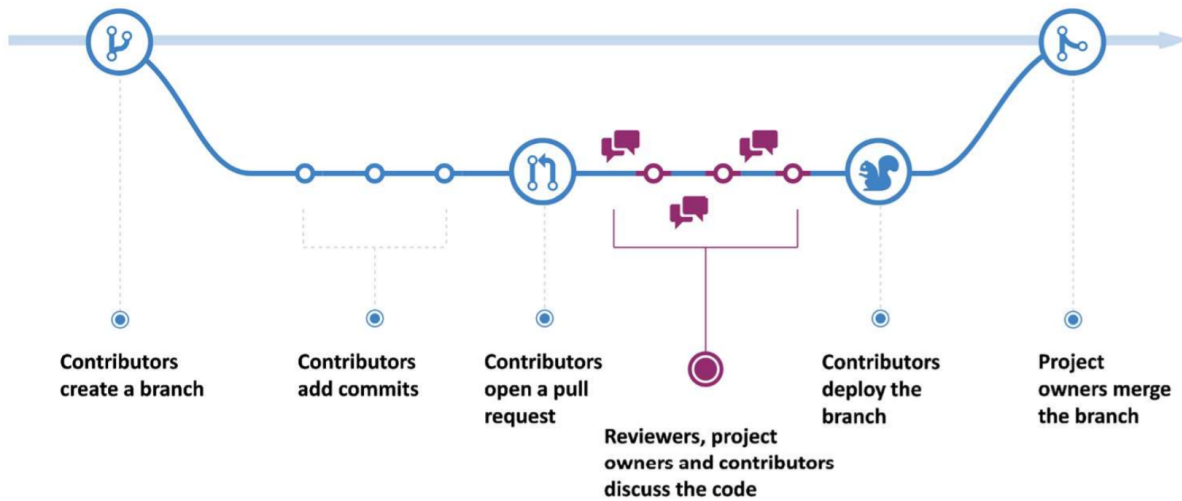 Contributors
create a branch
Contributors
add commits
Contributors
open a pull
request
Reviewers, project
owners and contributors
discuss the code
Contributors
deploy the
branch
Project
owners merge
the branch